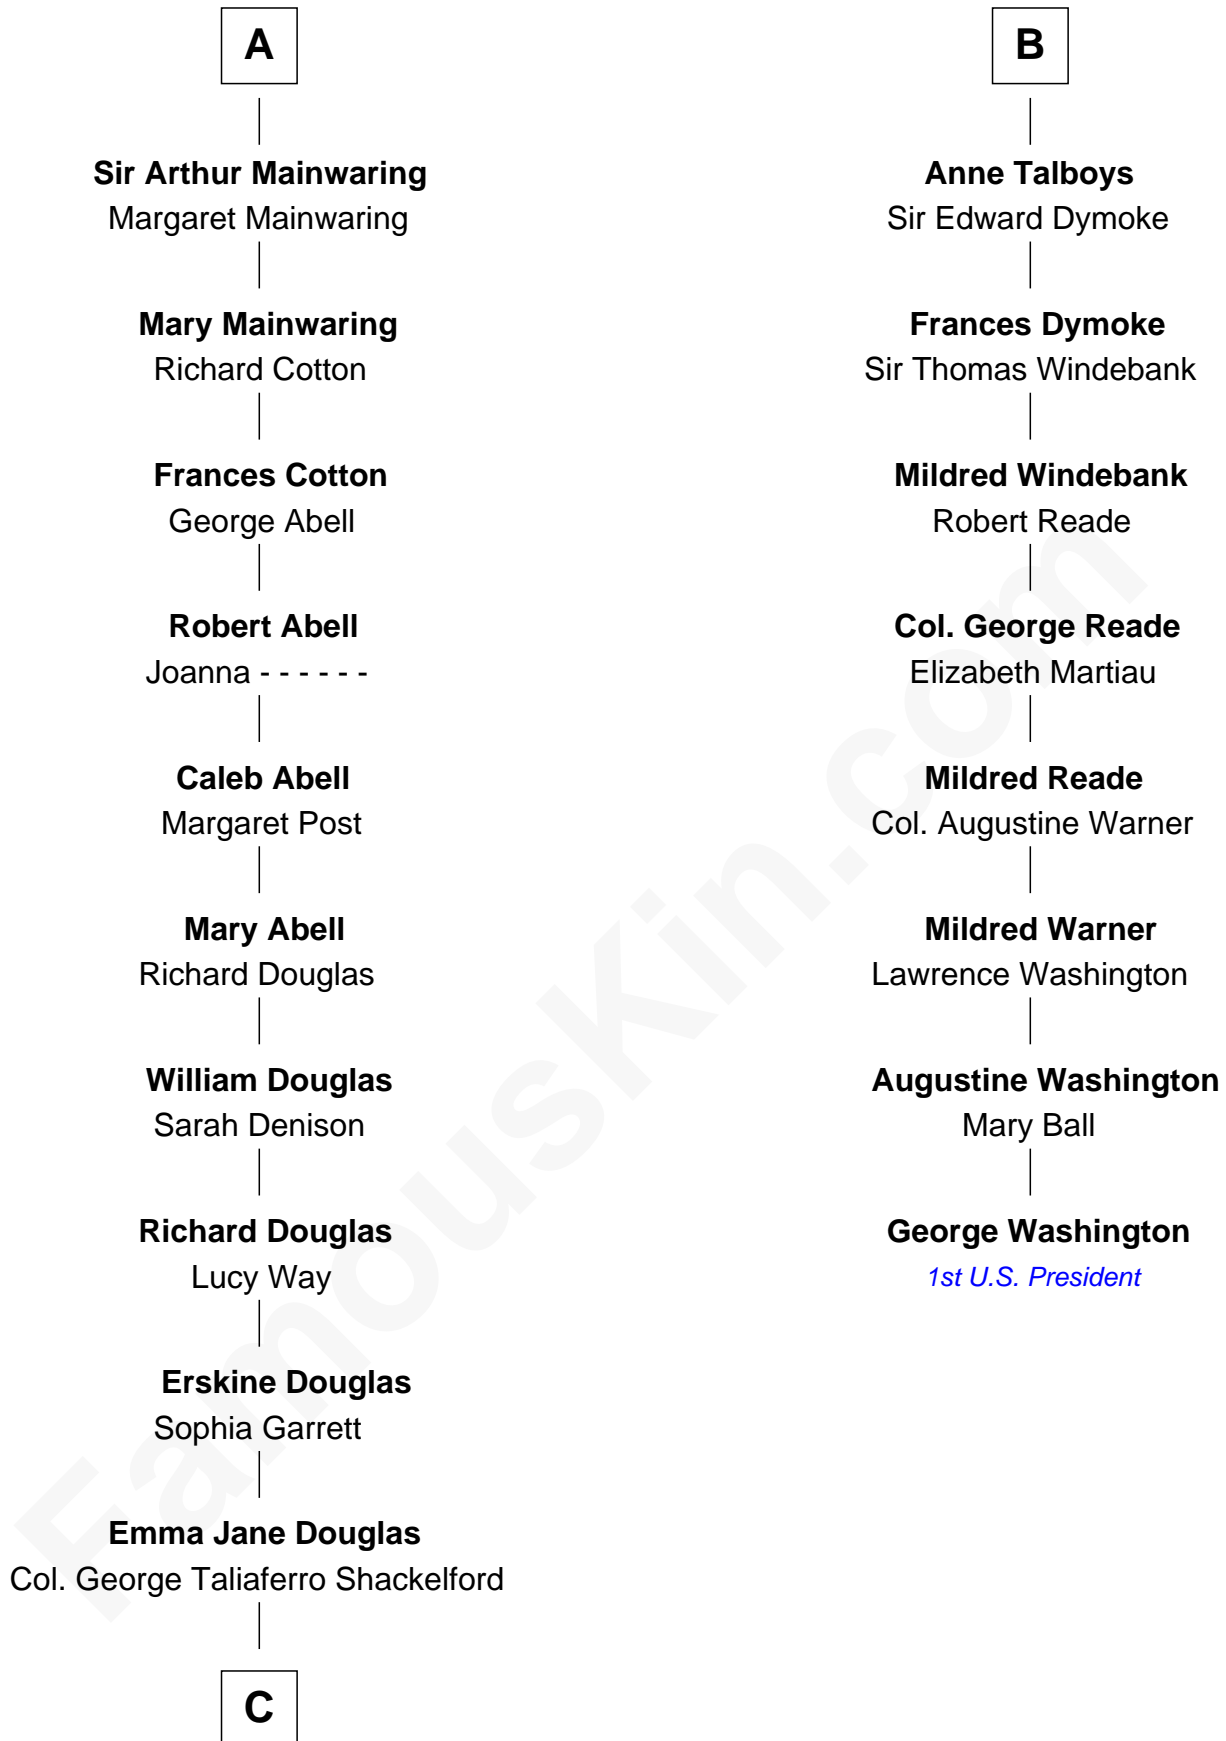 A
Sir Arthur Mainwaring
Margaret Mainwaring
Mary Mainwaring
Richard Cotton
Frances Cotton
George Abell
Robert Abell
Joanna - - - - - -
Caleb Abell
Margaret Post
Mary Abell
Richard Douglas
William Douglas
Sarah Denison
Richard Douglas
Lucy Way
Erskine Douglas
Sophia Garrett
Emma Jane Douglas
Col. George Taliaferro Shackelford
C
B
Anne Talboys
Sir Edward Dymoke
Frances Dymoke
Sir Thomas Windebank
Mildred Windebank
Robert Reade
Col. George Reade
Elizabeth Martiau
Mildred Reade
Col. Augustine Warner
Mildred Warner
Lawrence Washington
Augustine Washington
Mary Ball
George Washington
1st U.S. President
FamousKin.com